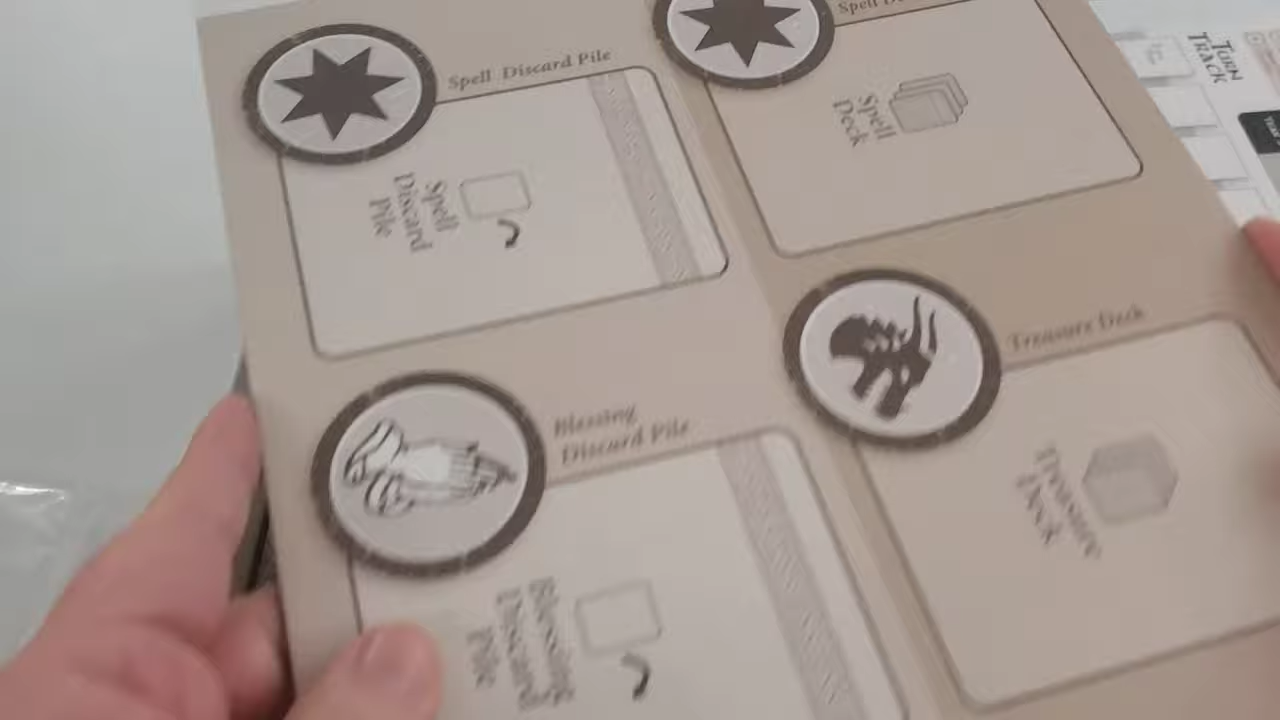 Spell Discard Pile
Spell
Discard
Pile
Spell
Spell
Deck
Turn
Track
Blessing
Discard Pile
Blessing
Discard
Pile
Treasure Deck
Treasure
Deck